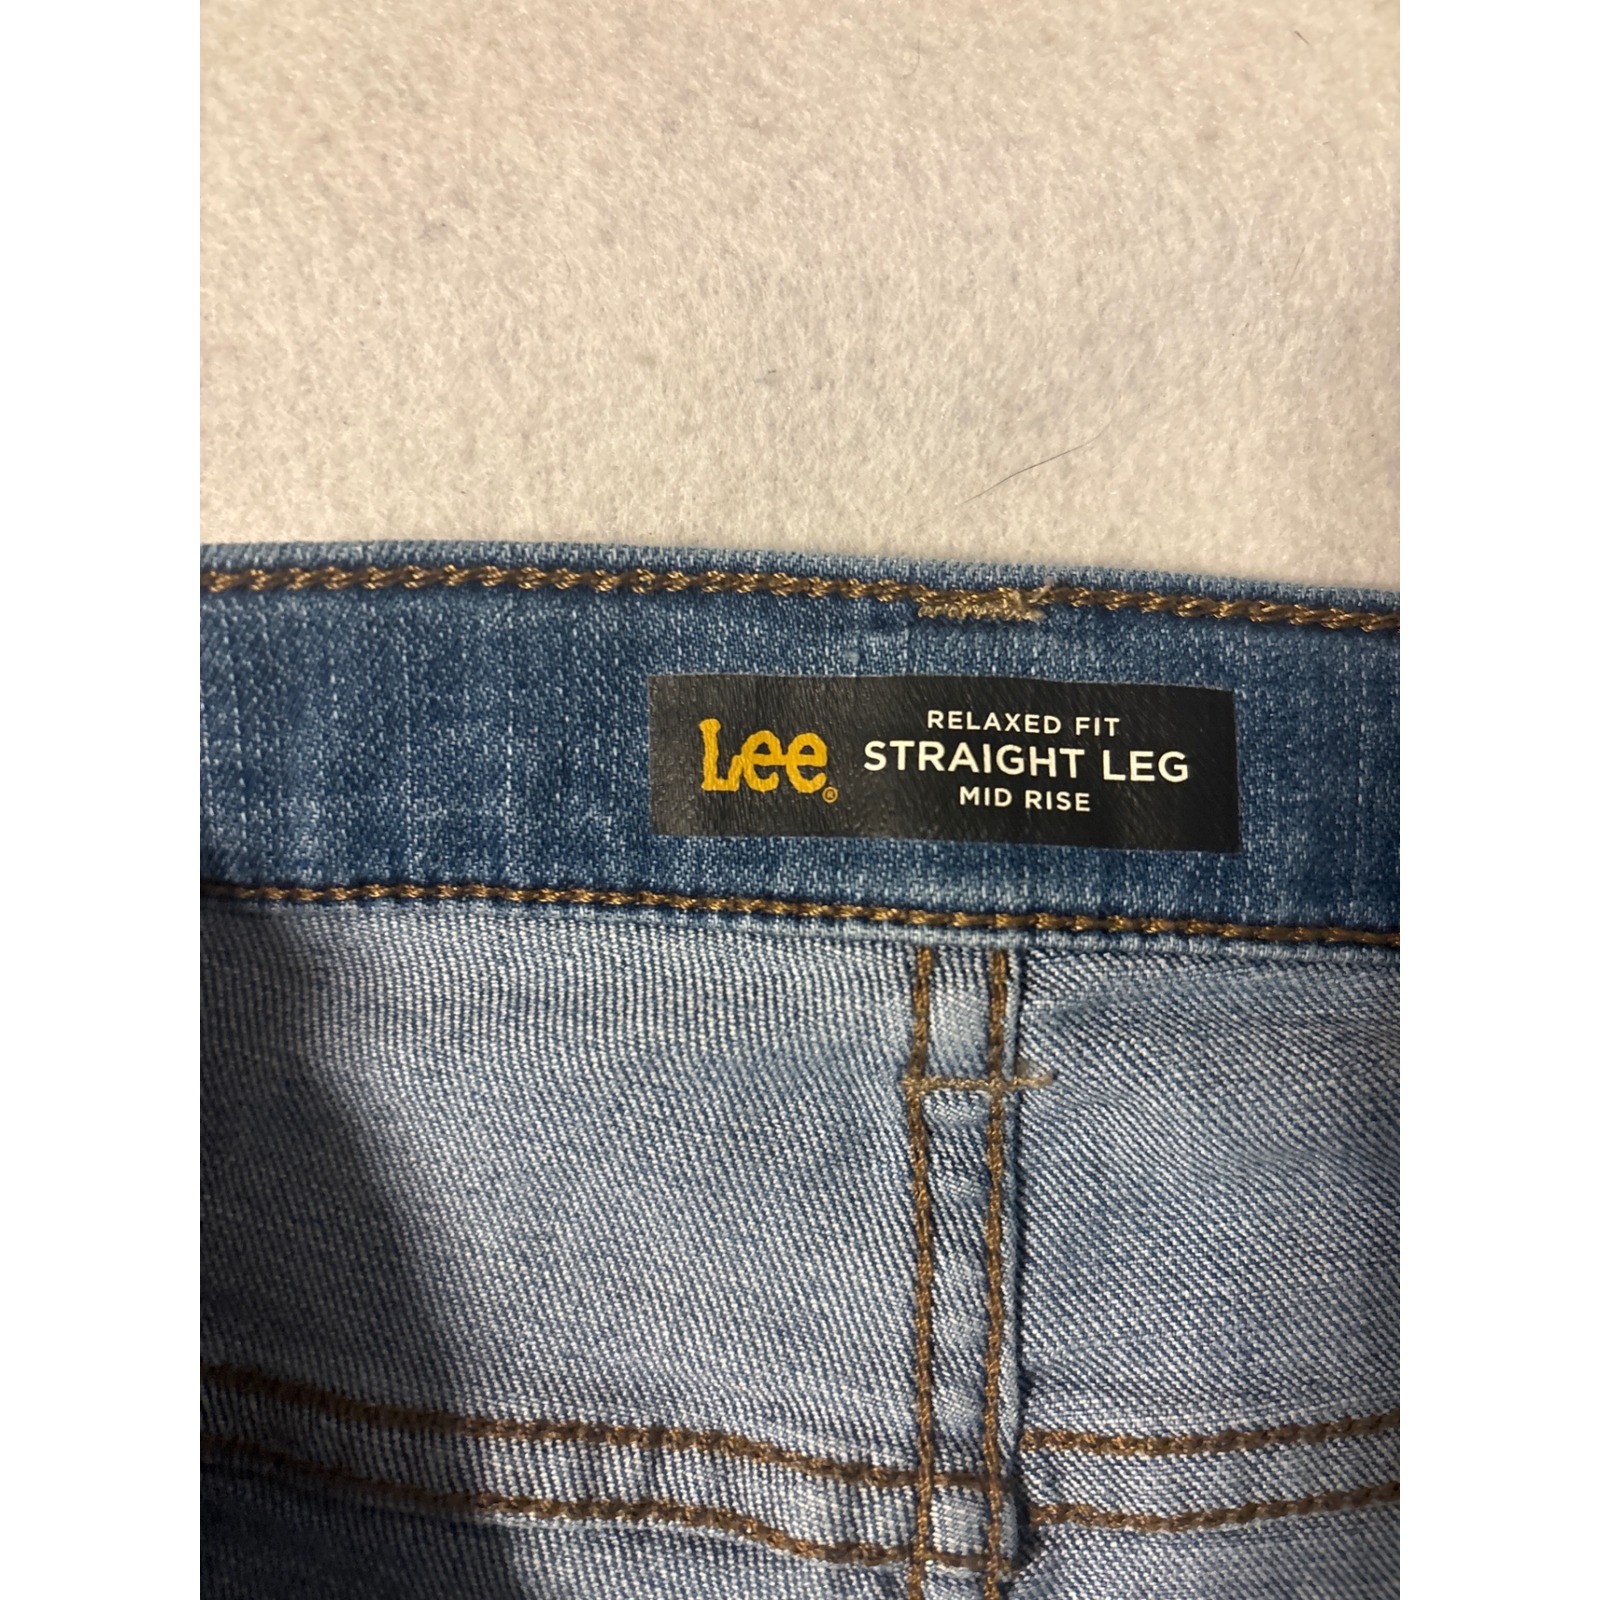 Lee®
RELAXED FIT
STRAIGHT LEG
MID RISE